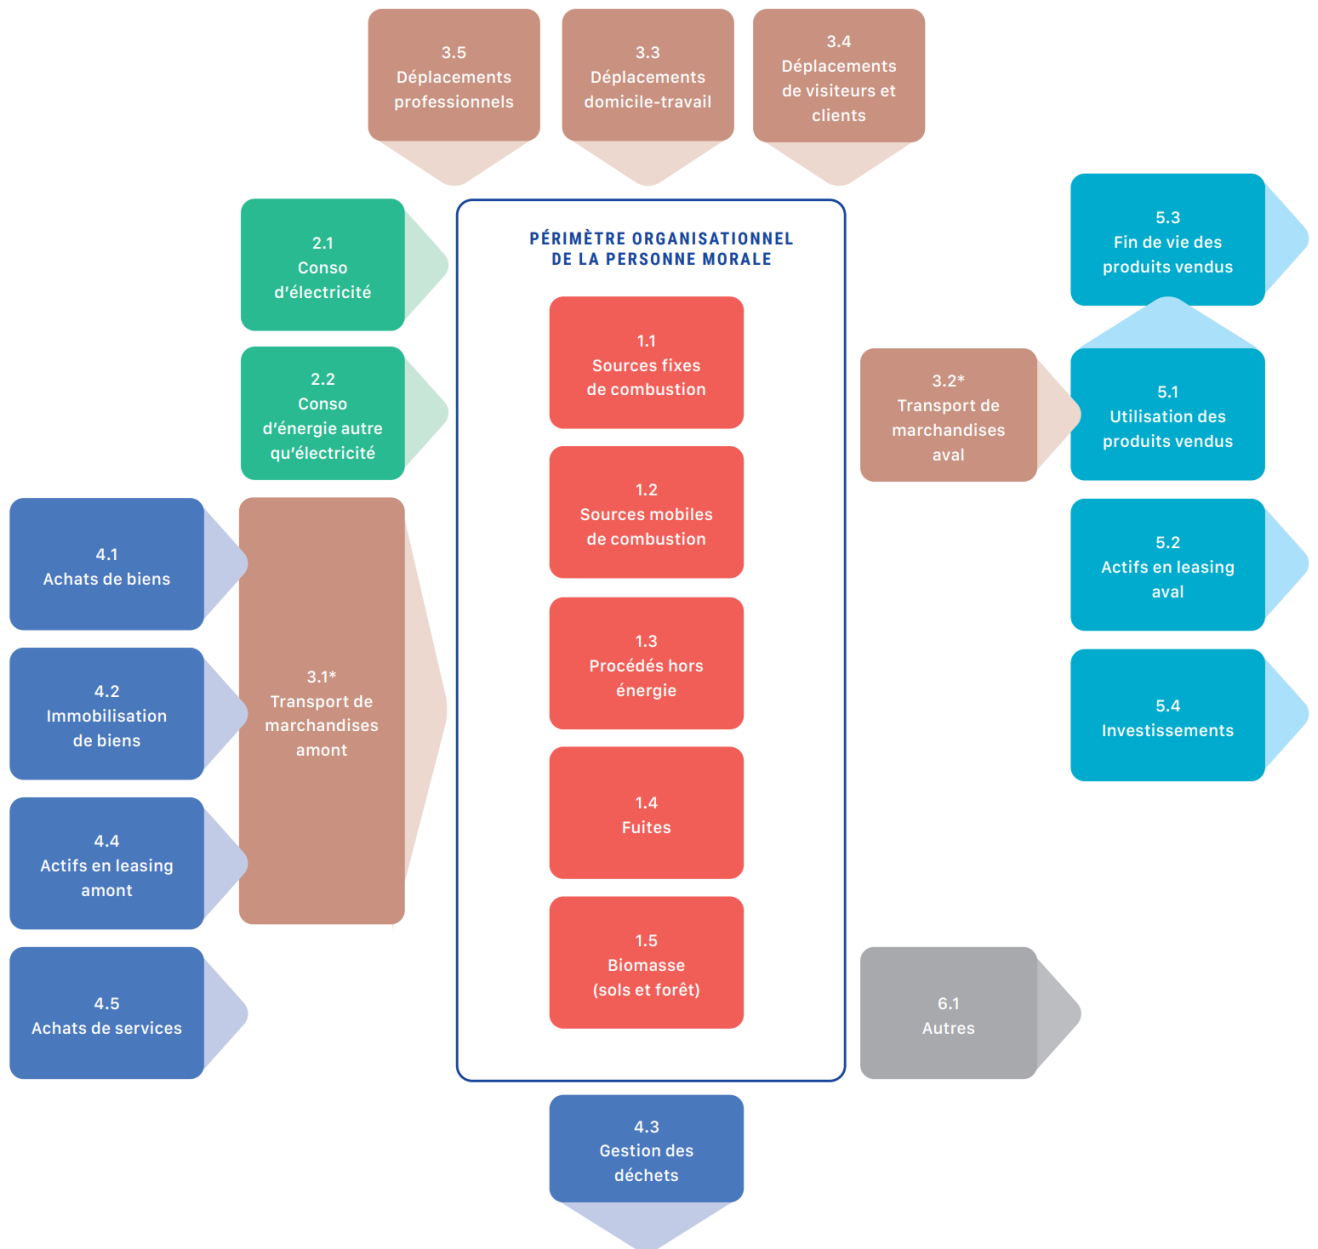 3.5
Déplacements
professionnels
3.3
Déplacements
domicile-travail
3.4
Déplacements
de visiteurs et
clients
2.1
Conso
d'électricité
2.2
Conso
d'énergie autre
qu'électricité
4.1
Achats de biens
4.2
Immobilisation
de biens
4.4
Actifs en leasing
amont
4.5
Achats de services
3.1*
Transport de
marchandises
amont
PÉRIMÈTRE ORGANISATIONNEL
DE LA PERSONNE MORALE
1.1
Sources fixes
de combustion
1.2
Sources mobiles
de combustion
1.3
Procédés hors
énergie
1.4
Fuites
1.5
Biomasse
(sols et forêt)
4.3
Gestion des
déchets
3.2*
Transport de
marchandises
aval
5.3
Fin de vie des
produits vendus
5.1
Utilisation des
produits vendus
5.2
Actifs en leasing
aval
5.4
Investissements
6.1
Autres